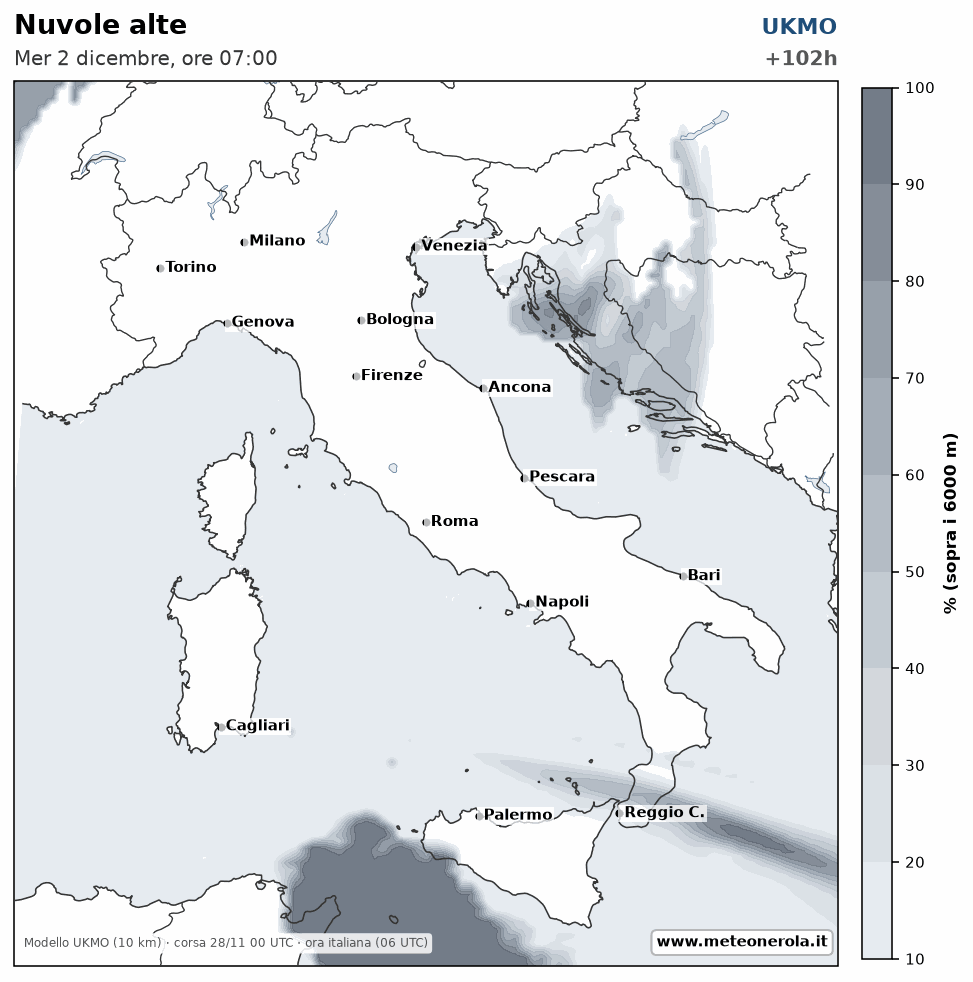 Nuvole alte
UKMO
Mer 2 dicembre, ore 07:00
+102h
100
90
80
70
60
50
40
30
20
10
% (sopra i 6000 m)
Venezia
Milano
Torino
Genova
Bologna
Firenze
Ancona
Pescara
Roma
Bari
Napoli
Cagliari
Palermo
Reggio C.
Modello UKMO (10 km) · corsa 28/11 00 UTC · ora italiana (06 UTC)
www.meteonerola.it